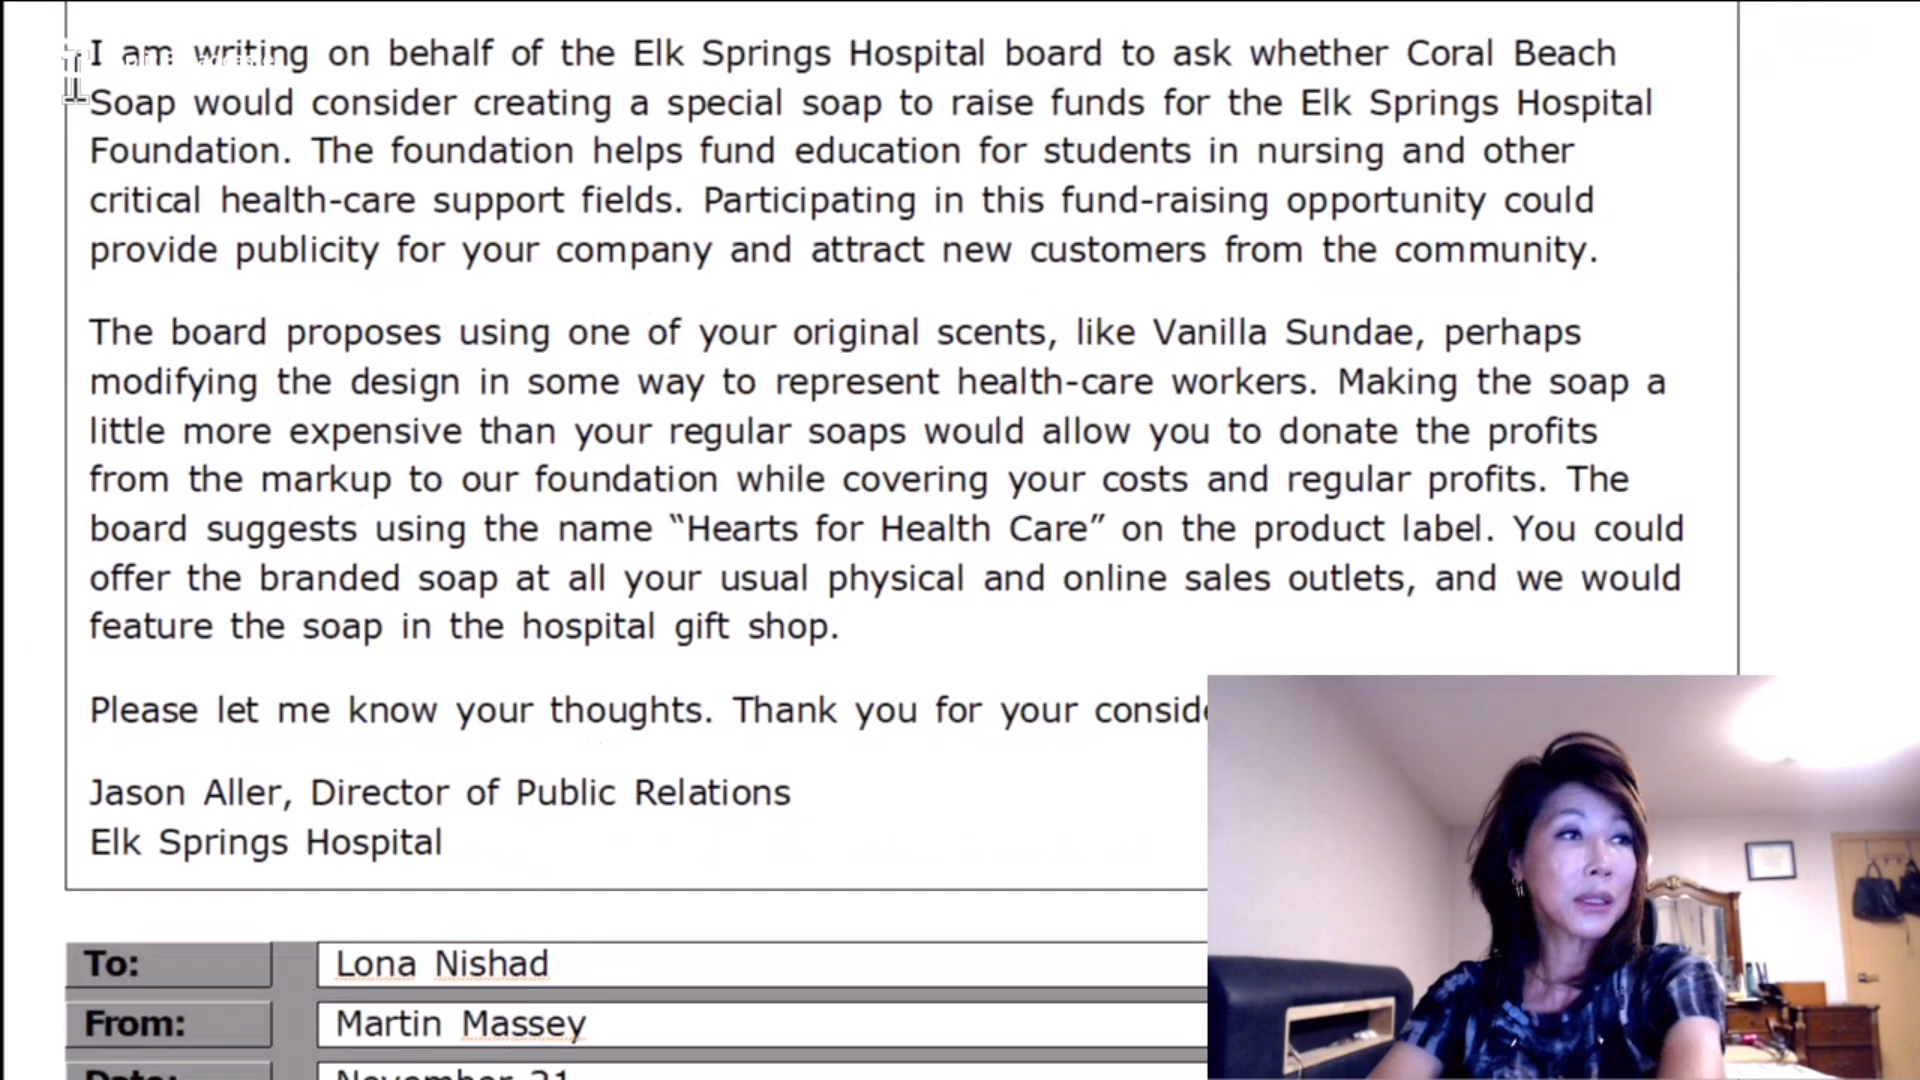 I am writing on behalf of the Elk Springs Hospital board to ask whether Coral Beach
Soap would consider creating a special soap to raise funds for the Elk Springs Hospital
Foundation. The foundation helps fund education for students in nursing and other
critical health-care support fields. Participating in this fund-raising opportunity could
provide publicity for your company and attract new customers from the community.
The board proposes using one of your original scents, like Vanilla Sundae, perhaps
modifying the design in some way to represent health-care workers. Making the soap a
little more expensive than your regular soaps would allow you to donate the profits
from the markup to our foundation while covering your costs and regular profits. The
board suggests using the name “Hearts for Health Care” on the product label. You could
offer the branded soap at all your usual physical and online sales outlets, and we would
feature the soap in the hospital gift shop.
Please let me know your thoughts. Thank you for your
Jason Aller, Director of Public Relations
Elk Springs Hospital
To: Lona Nishad
From: Martin Massey
Date: November 21